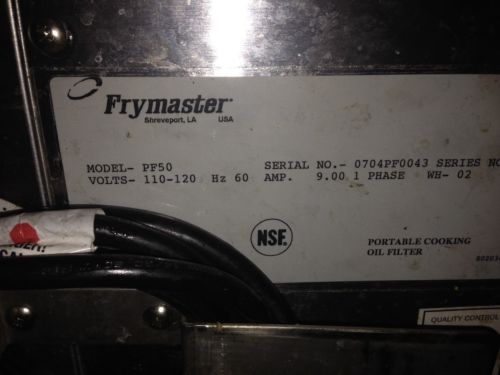 Frymaster
Shreveport, LA USA
MODEL- PF50 SERIAL NO.- 0704PF0043 SERIES NO
VOLTS- 110-120 Hz 60 AMP. 9.00 1 PHASE WH- 02
NSF.
PORTABLE COOKING
OIL FILTER
QUALITY CONTROL